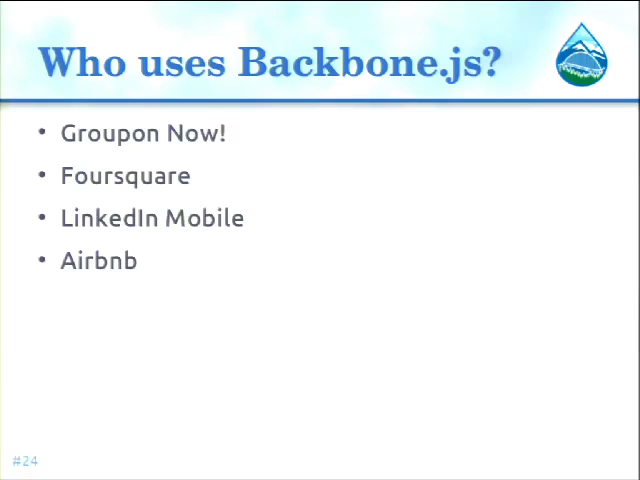 Who uses Backbone.js?
• Groupon Now!
• Foursquare
• LinkedIn Mobile
• Airbnb
#24